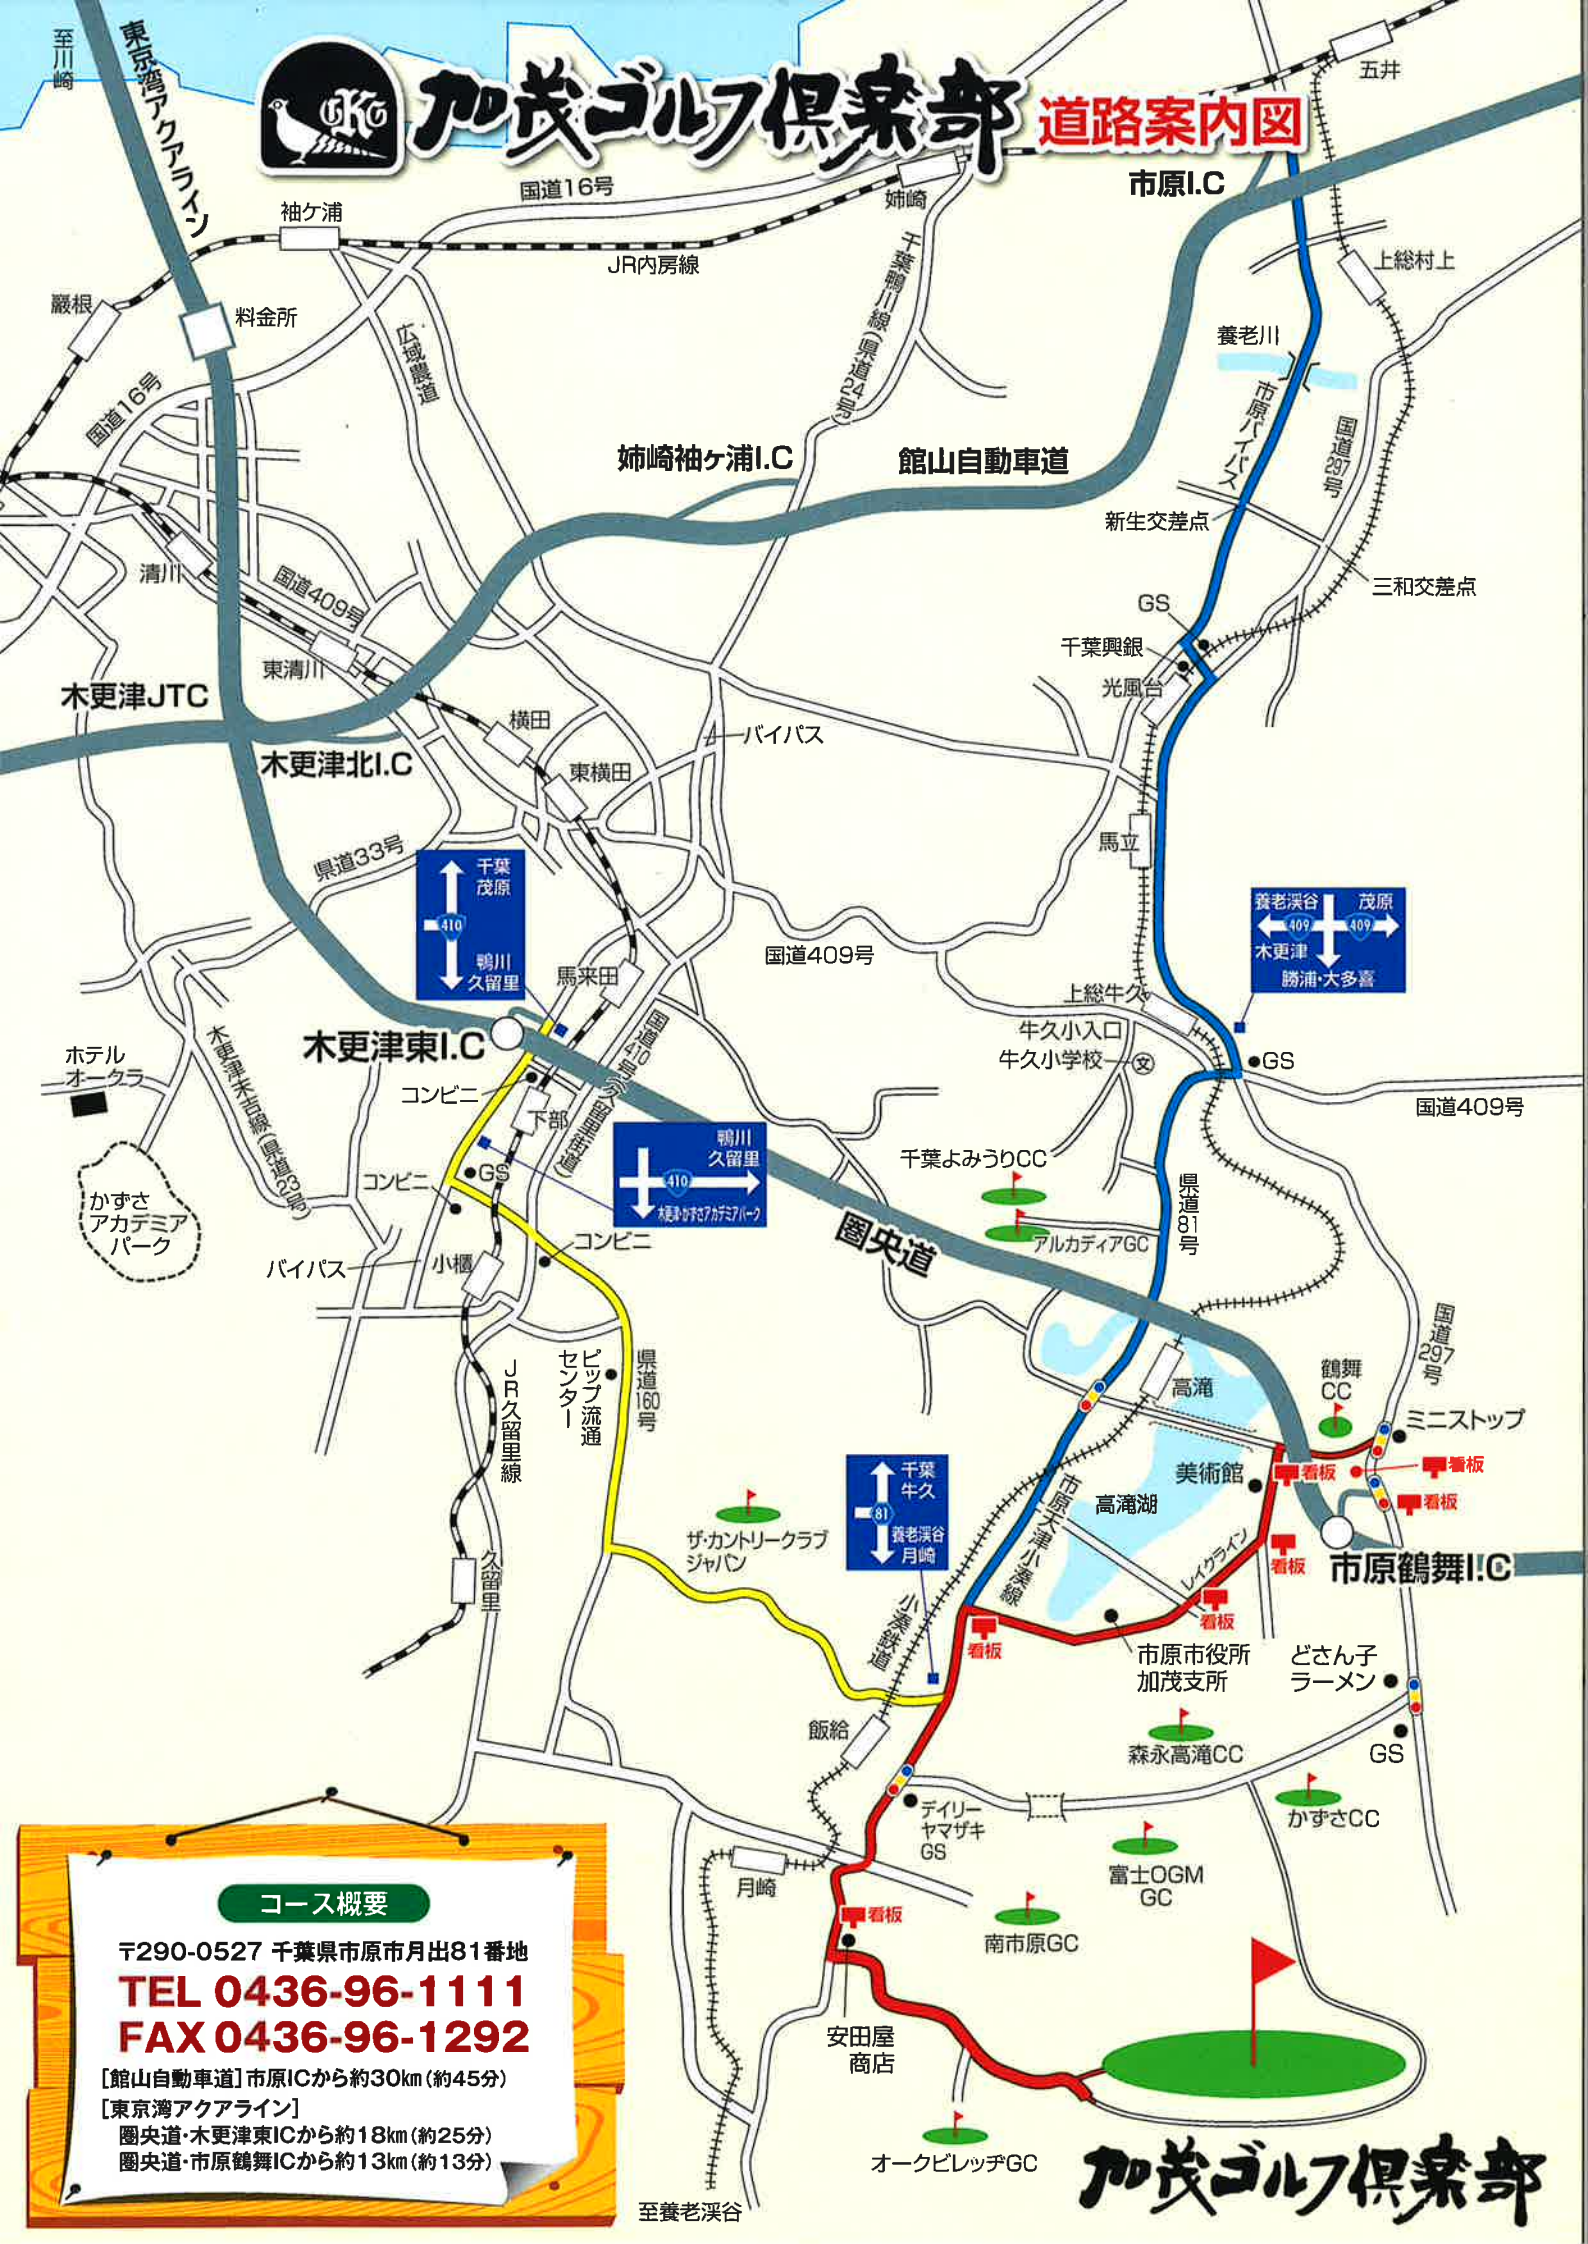 至川崎
東京湾アクアライン
GKG
加茂ゴルフ倶楽部
道路案内図
五井
国道16号
姉崎
市原I.C
袖ケ浦
JR内房線
上総村上
巖根
料金所
千葉鴨川線(県道24号)
広域農道
養老川
国道16号
市原バイパス
国道297号
姉崎袖ヶ浦I.C
館山自動車道
新生交差点
清川
国道409号
三和交差点
GS
千葉興銀
東清川
光風台
木更津JTC
横田
バイパス
木更津北I.C
東横田
馬立
県道33号
千葉
茂原
410
鴨川
久留里
養老渓谷
茂原
409
409
木更津
勝浦・大多喜
国道409号
馬来田
上総牛久
木更津東I.C
国道410号(久留里街道)
牛久小入口
牛久小学校
文
GS
ホテル
オークラ
木更津末吉線(県道23号)
コンビニ
下部
国道409号
鴨川
久留里
410
木更津・かずさアカデミアパーク
千葉よみうりCC
コンビニ
GS
県道81号
かずさ
アカデミア
パーク
圏央道
アルカディアGC
コンビニ
バイパス
小櫃
国道297号
JR久留里線
ピップ流通
センター
県道160号
高滝
鶴舞
CC
ミニストップ
美術館
看板
看板
看板
千葉
牛久
81
養老渓谷
月崎
市原天津小湊線
高滝湖
ザ・カントリークラブ
ジャパン
レイクライン
看板
市原鶴舞I.C
久留里
小湊鉄道
看板
看板
市原市役所
加茂支所
どさん子
ラーメン
飯給
森永高滝CC
GS
デイリー
ヤマザキ
GS
かずさCC
月崎
富士OGM
GC
看板
南市原GC
コース概要
〒290-0527 千葉県市原市月出81番地
TEL 0436-96-1111
FAX 0436-96-1292
[館山自動車道]市原ICから約30km(約45分)
[東京湾アクアライン]
圏央道・木更津東ICから約18km(約25分)
圏央道・市原鶴舞ICから約13km(約13分)
安田屋
商店
オークビレッヂGC
至養老渓谷
加茂ゴルフ倶楽部